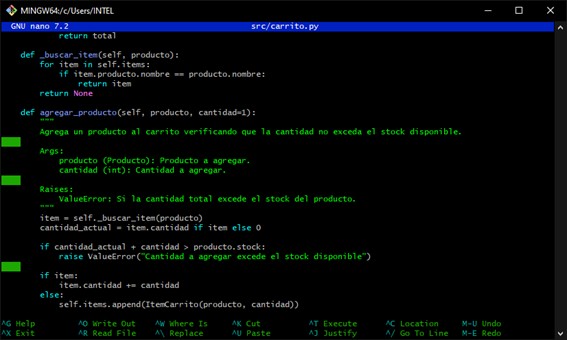 MINGW64:/c/Users/INTEL
GNU nano 7.2 src/carrito.py
return total
def _buscar_item(self, producto):
for item in self.items:
if item.producto.nombre == producto.nombre:
return item
return None
def agregar_producto(self, producto, cantidad=1):
"""
Agrega un producto al carrito verificando que la cantidad no exceda el stock disponible.
Args:
producto (Producto): Producto a agregar.
cantidad (int): Cantidad a agregar.
Raises:
ValueError: Si la cantidad total excede el stock del producto.
"""
item = self._buscar_item(producto)
cantidad_actual = item.cantidad if item else 0
if cantidad_actual + cantidad > producto.stock:
raise ValueError("Cantidad a agregar excede el stock disponible")
if item:
item.cantidad += cantidad
else:
self.items.append(ItemCarrito(producto, cantidad))
^G Help ^O Write Out ^W Where Is ^K Cut ^T Execute ^C Location M-U Undo
^X Exit ^R Read File ^\ Replace ^U Paste ^J Justify ^/ Go To Line M-E Redo